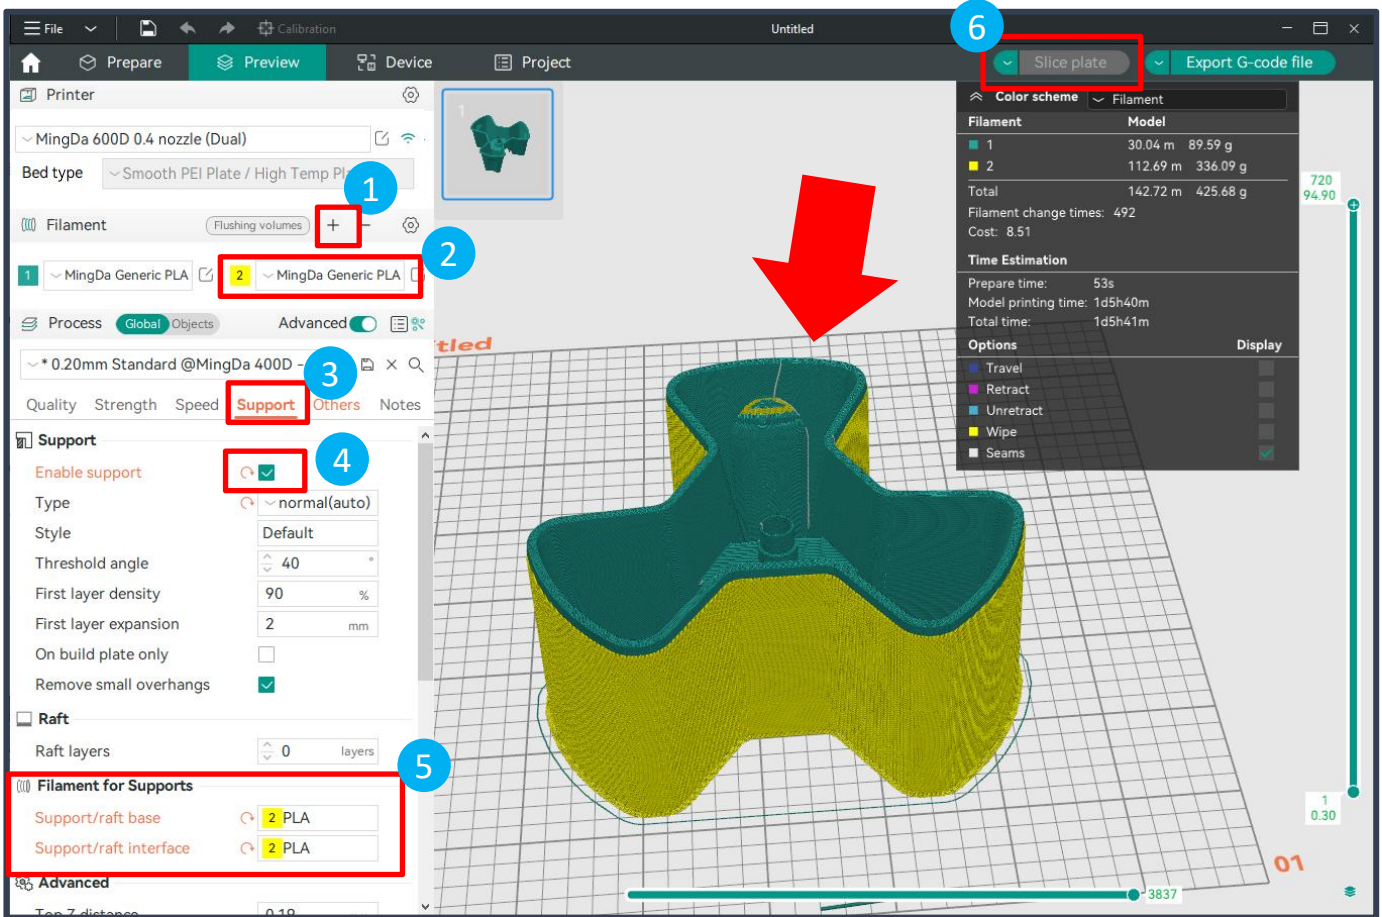 File
Calibration
Untitled
6
Prepare
Preview
Device
Project
Slice plate
Export G-code file
Printer
MingDa 600D 0.4 nozzle (Dual)
Bed type
Smooth PEI Plate / High Temp
1
Filament
Flushing volumes
+ −
2
1 MingDa Generic PLA
2 MingDa Generic PLA
Process
Global Objects
Advanced
* 0.20mm Standard @MingDa 400D -
3
Quality Strength Speed Support Others Notes
Support
Enable support
4
Type normal(auto)
Style Default
Threshold angle 40 °
First layer density 90 %
First layer expansion 2 mm
On build plate only
Remove small overhangs
Raft
Raft layers 0 layers
5
Filament for Supports
Support/raft base 2 PLA
Support/raft interface 2 PLA
Advanced
Top Z distance 0.19
1
Color scheme Filament
Filament Model
1 30.04 m 89.59 g
2 112.69 m 336.09 g
Total 142.72 m 425.68 g
Filament change times: 492
Cost: 8.51
Time Estimation
Prepare time: 53s
Model printing time: 1d5h40m
Total time: 1d5h41m
Options Display
Travel
Retract
Unretract
Wipe
Seams
720
94.90
1
0.30
tled
01
3837